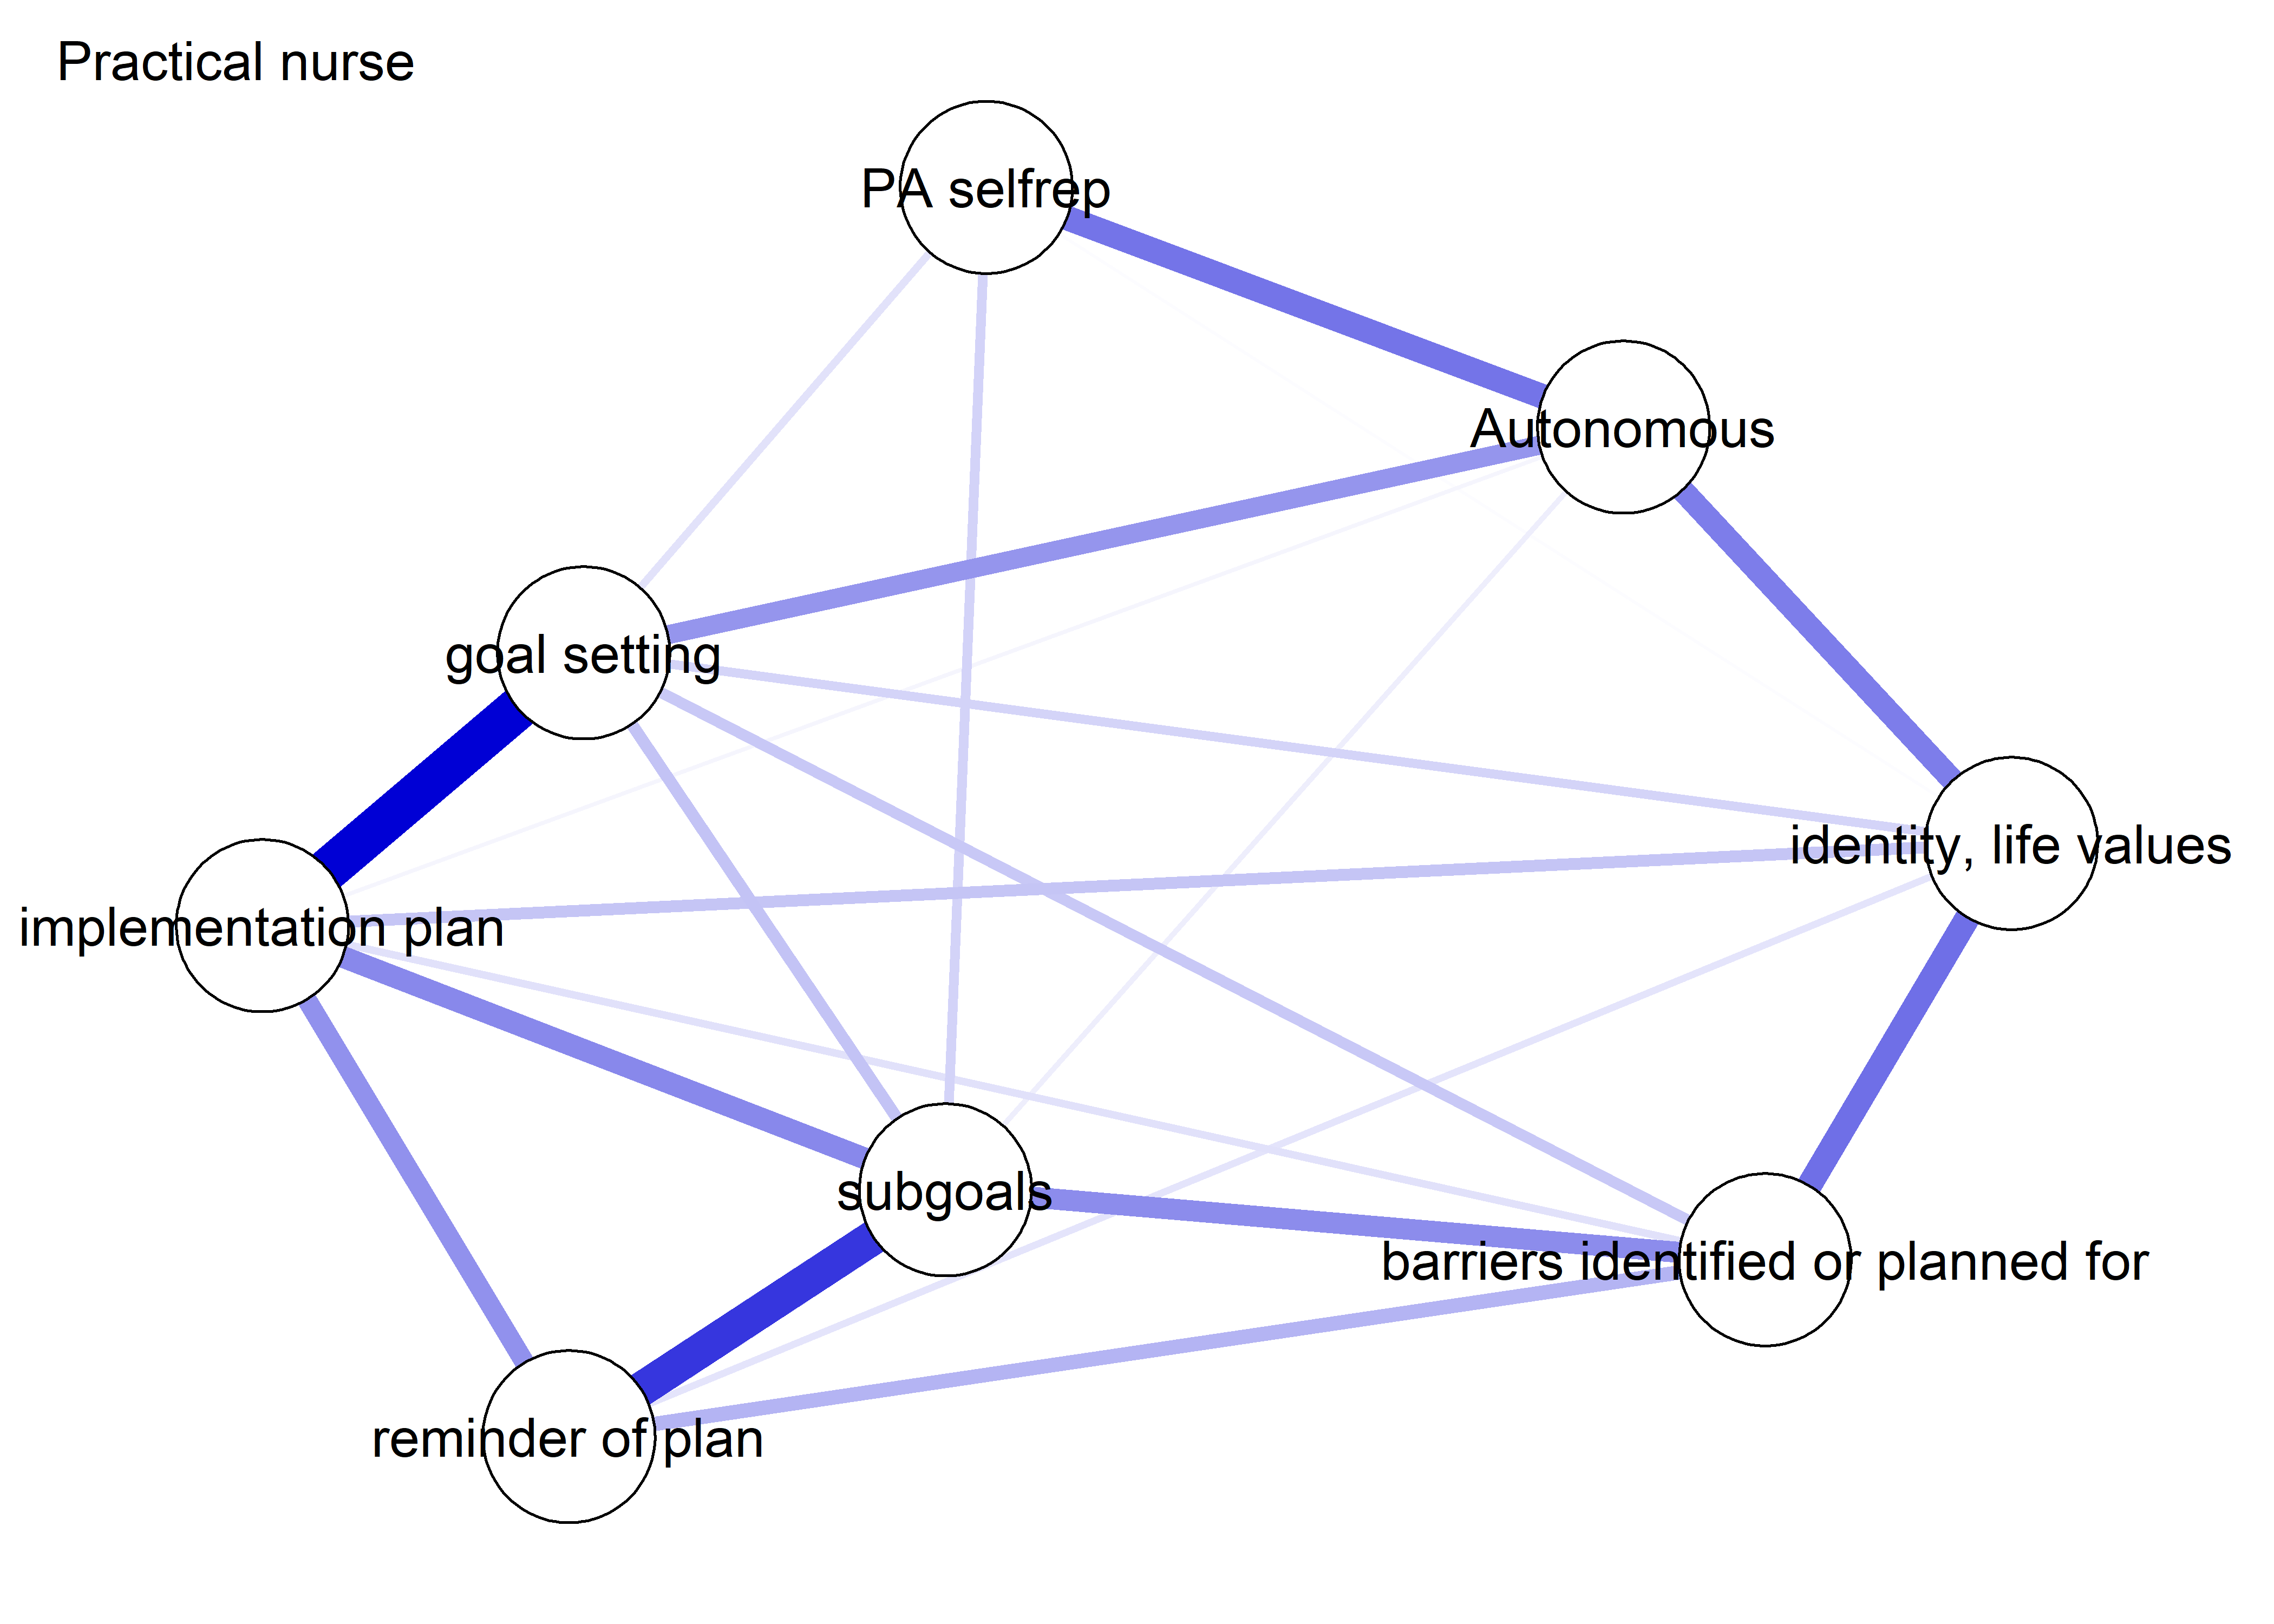 Practical nurse
PA selfrep
Autonomous
goal setting
identity, life values
implementation plan
subgoals
barriers identified or planned for
reminder of plan